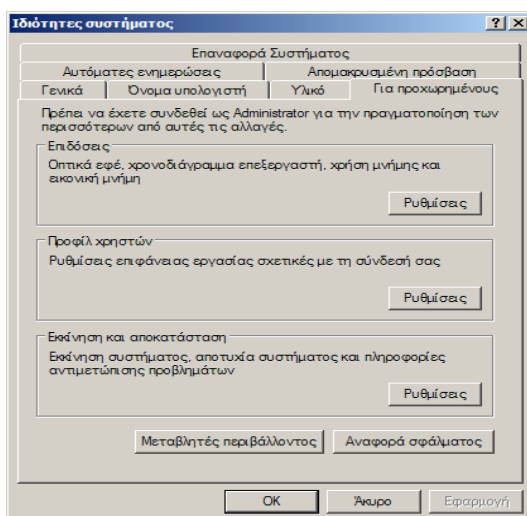 Ιδιότητες συστήματος
Επαναφορά Συστήματος
Αυτόματες ενημερώσεις Απομακρυσμένη πρόσβαση
Γενικά Όνομα υπολογιστή Υλικό Για προχωρημένους
Πρέπει να έχετε συνδεθεί ως Administrator για την πραγματοποίηση των
περισσότερων από αυτές τις αλλαγές.
Επιδόσεις
Οπτικά εφέ, χρονοδιάγραμμα επεξεργαστή, χρήση μνήμης και
εικονική μνήμη
Ρυθμίσεις
Προφίλ χρηστών
Ρυθμίσεις επιφάνειας εργασίας σχετικές με τη σύνδεσή σας
Ρυθμίσεις
Εκκίνηση και αποκατάσταση
Εκκίνηση συστήματος, αποτυχία συστήματος και πληροφορίες
αντιμετώπισης προβλημάτων
Ρυθμίσεις
Μεταβλητές περιβάλλοντος Αναφορά σφάλματος
OK Άκυρο Εφαρμογή